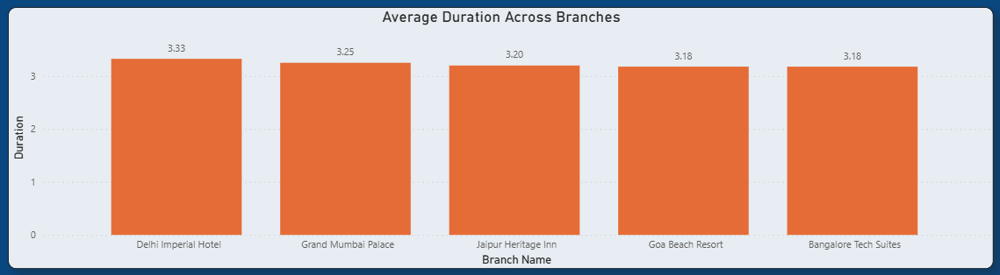 Average Duration Across Branches
3.33
3.25
3.20
3.18
3.18
3
2
1
0
Duration
Delhi Imperial Hotel
Grand Mumbai Palace
Jaipur Heritage Inn
Goa Beach Resort
Bangalore Tech Suites
Branch Name